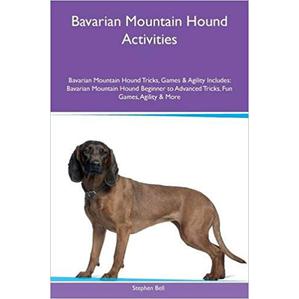 Bavarian Mountain Hound
Activities
Bavarian Mountain Hound Tricks, Games & Agility Includes:
Bavarian Mountain Hound Beginner to Advanced Tricks, Fun
Games, Agility & More
Stephen Bell